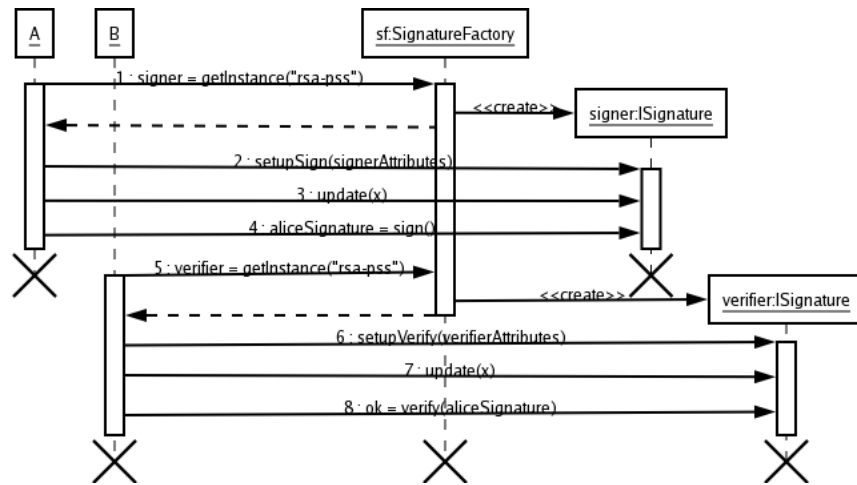 A
B
sf:SignatureFactory
1 : signer = getInstance("rsa-pss")
<<create>>
signer:ISignature
2 : setupSign(signerAttributes)
3 : update(x)
4 : aliceSignature = sign()
5 : verifier = getInstance("rsa-pss")
<<create>>
verifier:ISignature
6 : setupVerify(verifierAttributes)
7 : update(x)
8 : ok = verify(aliceSignature)